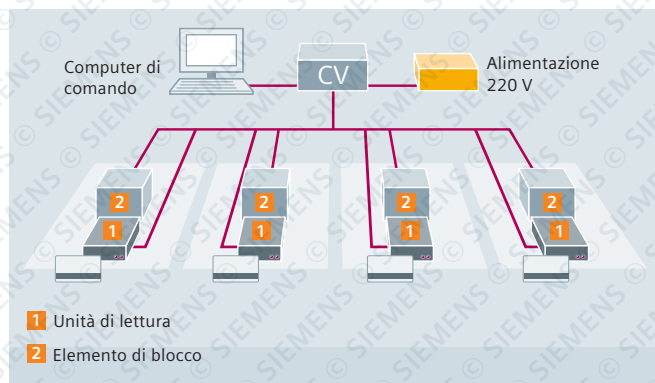 Computer di
comando
CV
Alimentazione
220 V
2
2
2
2
1
1
1
1
1 Unità di lettura
2 Elemento di blocco
© SIEMENS